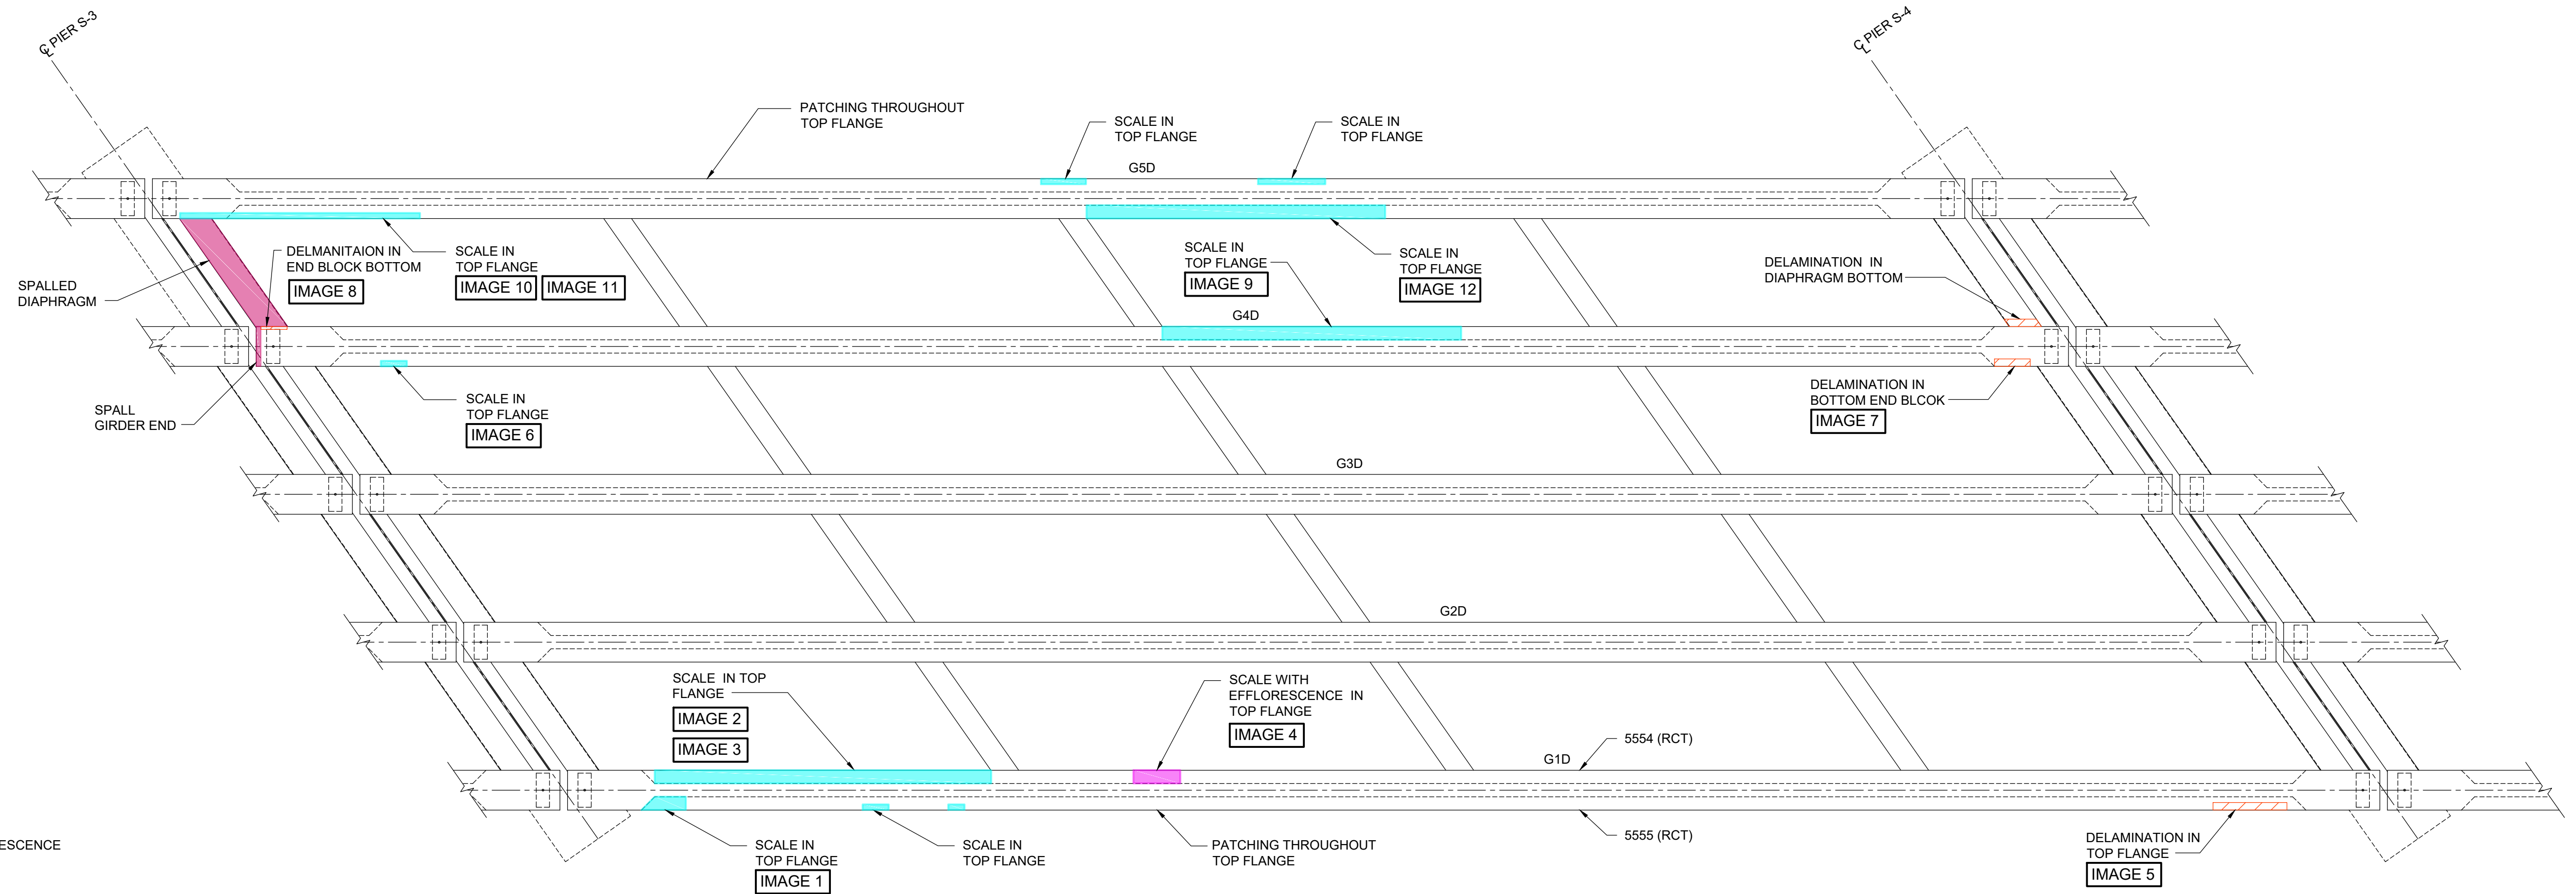 ℄ PIER S-3
℄ PIER S-4
PATCHING THROUGHOUT
TOP FLANGE
SCALE IN
TOP FLANGE
SCALE IN
TOP FLANGE
G5D
DELMANITAION IN
END BLOCK BOTTOM
IMAGE 8
SCALE IN
TOP FLANGE
IMAGE 10 IMAGE 11
SCALE IN
TOP FLANGE
IMAGE 9
SCALE IN
TOP FLANGE
IMAGE 12
DELAMINATION IN
DIAPHRAGM BOTTOM
SPALLED
DIAPHRAGM
G4D
SPALL
GIRDER END
SCALE IN
TOP FLANGE
IMAGE 6
DELAMINATION IN
BOTTOM END BLCOK
IMAGE 7
G3D
G2D
SCALE IN TOP
FLANGE
IMAGE 2
IMAGE 3
SCALE WITH
EFFLORESCENCE IN
TOP FLANGE
IMAGE 4
5554 (RCT)
G1D
ESCENCE
SCALE IN
TOP FLANGE
IMAGE 1
SCALE IN
TOP FLANGE
PATCHING THROUGHOUT
TOP FLANGE
5555 (RCT)
DELAMINATION IN
TOP FLANGE
IMAGE 5